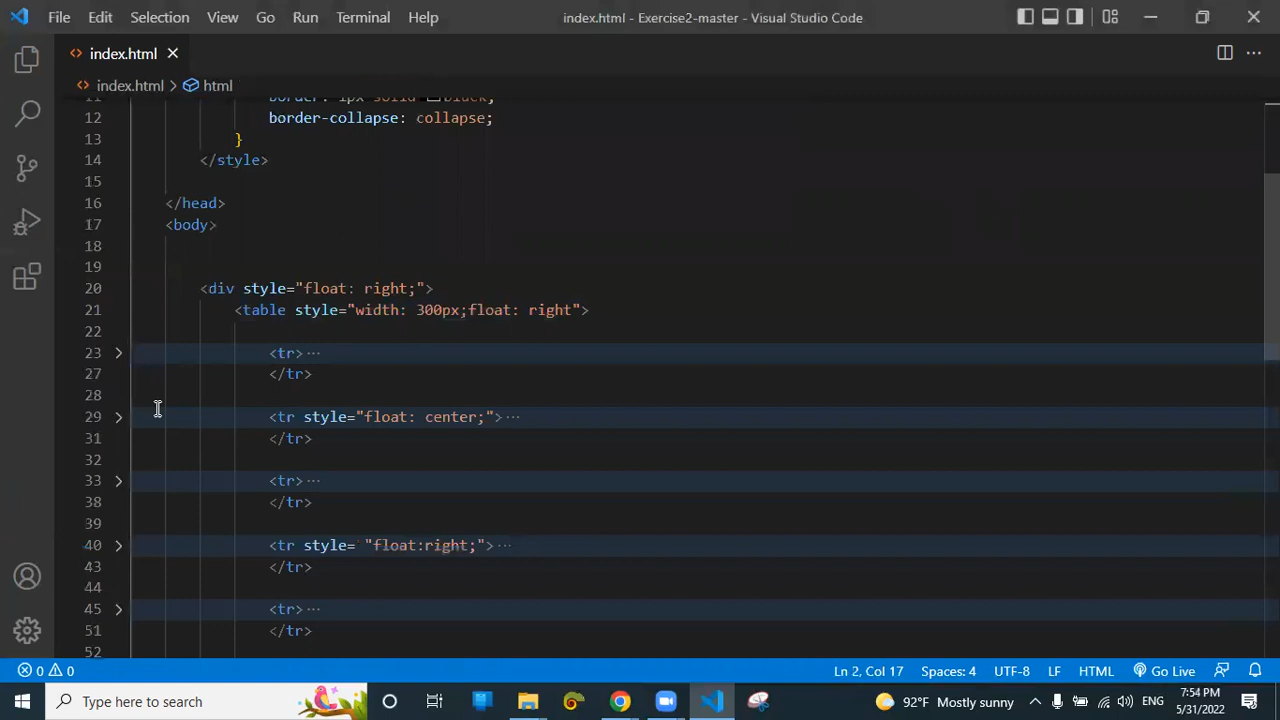 File Edit Selection View Go Run Terminal Help index.html - Exercise2-master - Visual Studio Code
index.html
index.html > html
11 border: 1px solid black;
12 border-collapse: collapse;
13 }
14 </style>
15
16 </head>
17 <body>
18
19
20 <div style="float: right;">
21 <table style="width: 300px;float: right">
22
23 <tr>···
27 </tr>
28
29 <tr style="float: center;">···
31 </tr>
32
33 <tr>···
38 </tr>
39
40 <tr style= "float:right;">···
43 </tr>
44
45 <tr>···
51 </tr>
52
0 0 Ln 2, Col 17 Spaces: 4 UTF-8 LF HTML Go Live
Type here to search 92°F Mostly sunny ENG 7:54 PM
5/31/2022